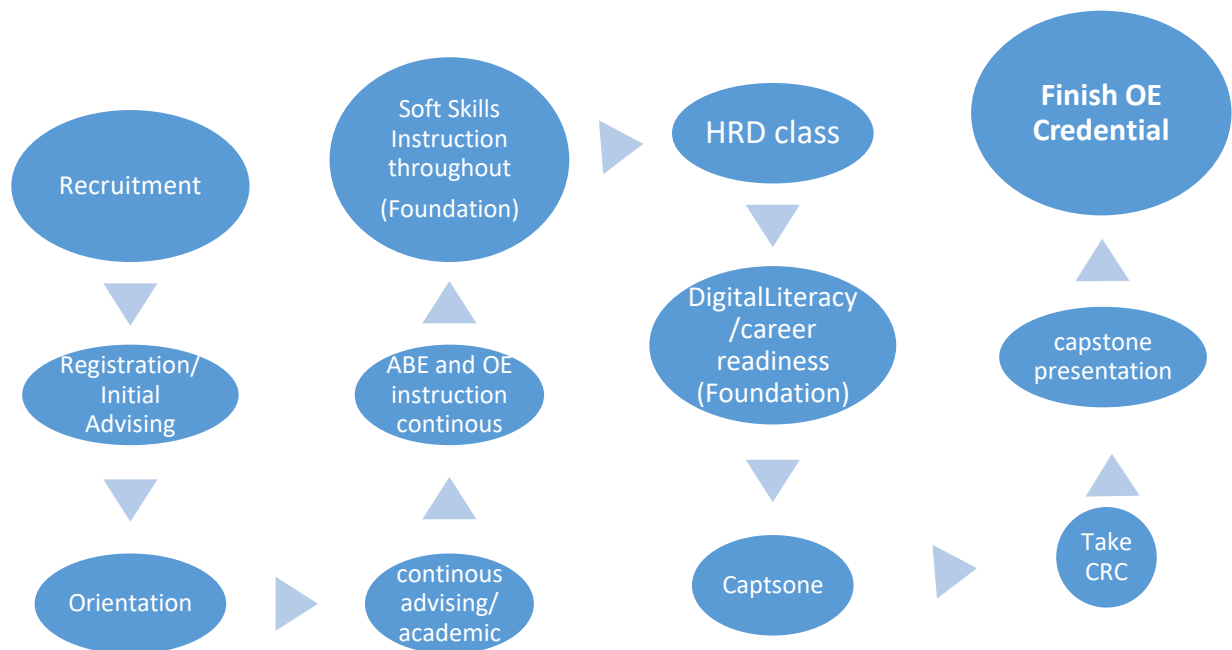 Recruitment
Registration/
Initial
Advising
Orientation
continous
advising/
academic
ABE and OE
instruction
continous
Soft Skills
Instruction
throughout
(Foundation)
HRD class
DigitalLiteracy
/career
readiness
(Foundation)
Captsone
Take
CRC
capstone
presentation
Finish OE
Credential